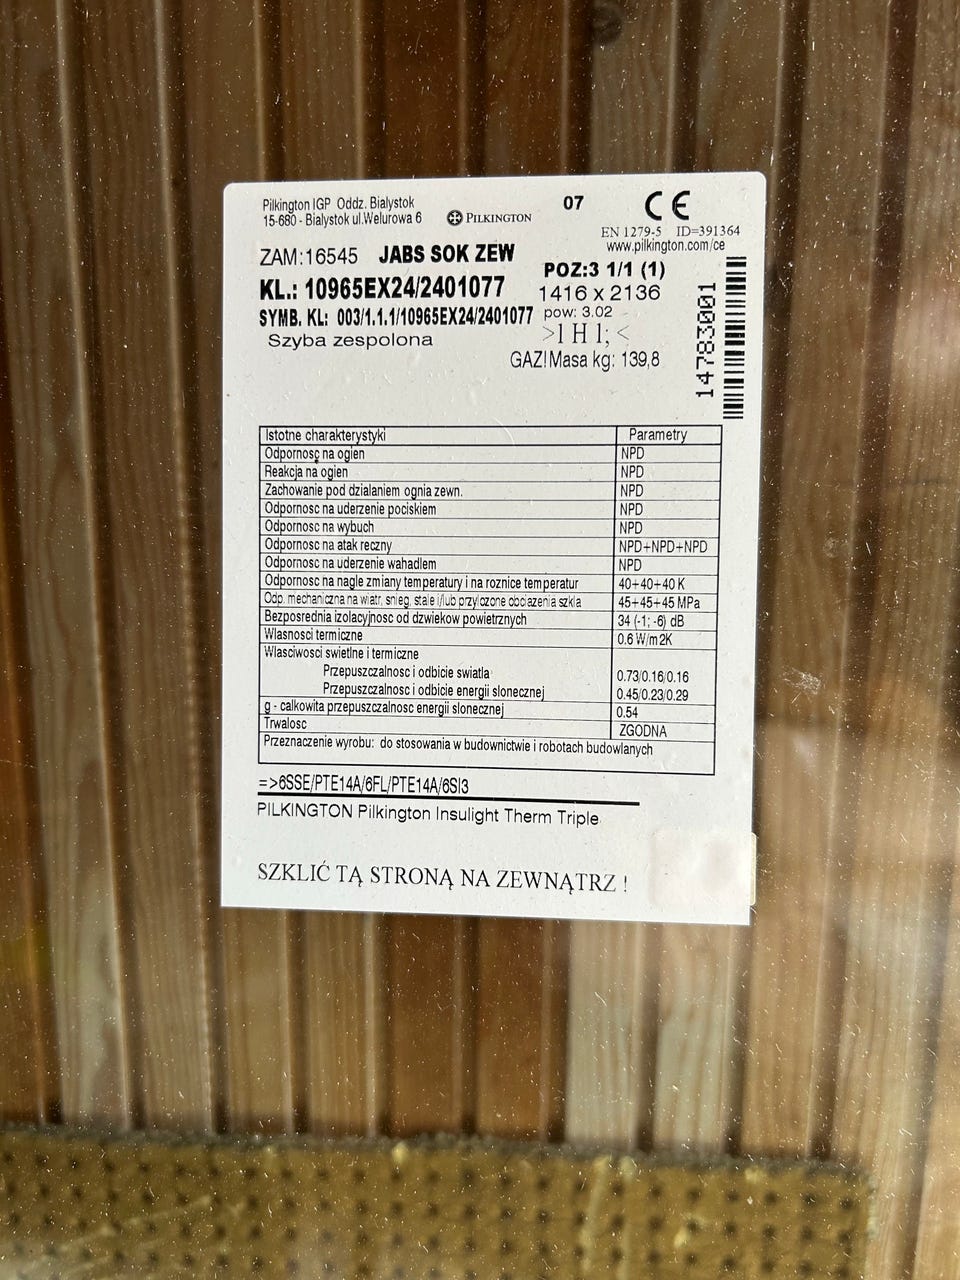 Pilkington IGP Oddz. Bialystok
15-680 - Bialystok ul.Welurowa 6
PILKINGTON
07
CE
EN 1279-5 ID=391364
www.pilkington.com/ce
ZAM:16545 JABS SOK ZEW
POZ:3 1/1 (1)
KL.: 10965EX24/2401077
1416 x 2136
SYMB. KL: 003/1.1.1/10965EX24/2401077
pow: 3.02
Szyba zespolona
>1 H 1; <
GAZ!Masa kg: 139,8
14783001
Istotne charakterystyki Parametry
Odpornosç na ogien NPD
Reakcja na ogien NPD
Zachowanie pod dzialaniem ognia zewn. NPD
Odpornosc na uderzenie pociskiem NPD
Odpornosc na wybuch NPD
Odpornosc na atak reczny NPD+NPD+NPD
Odpornosc na uderzenie wahadlem NPD
Odpornosc na nagle zmiany temperatury i na roznice temperatur 40+40+40 K
Odp. mechaniczna na wiatr, snieg, stale i/lub przylozone obciazenia szkla 45+45+45 MPa
Bezposrednia izolacyjnosc od dzwiekow powietrznych 34 (-1; -6) dB
Wlasnosci termiczne 0.6 W/m2K
Wlasciwosci swietlne i termiczne
Przepuszczalnosc i odbicie swiatla 0.73/0.16/0.16
Przepuszczalnosc i odbicie energii slonecznej 0.45/0.23/0.29
g - calkowita przepuszczalnosc energii slonecznej 0.54
Trwalosc ZGODNA
Przeznaczenie wyrobu: do stosowania w budownictwie i robotach budowlanych
=>6SSE/PTE14A/6FL/PTE14A/6SI3
PILKINGTON Pilkington Insulight Therm Triple
SZKLIĆ TĄ STRONĄ NA ZEWNĄTRZ !